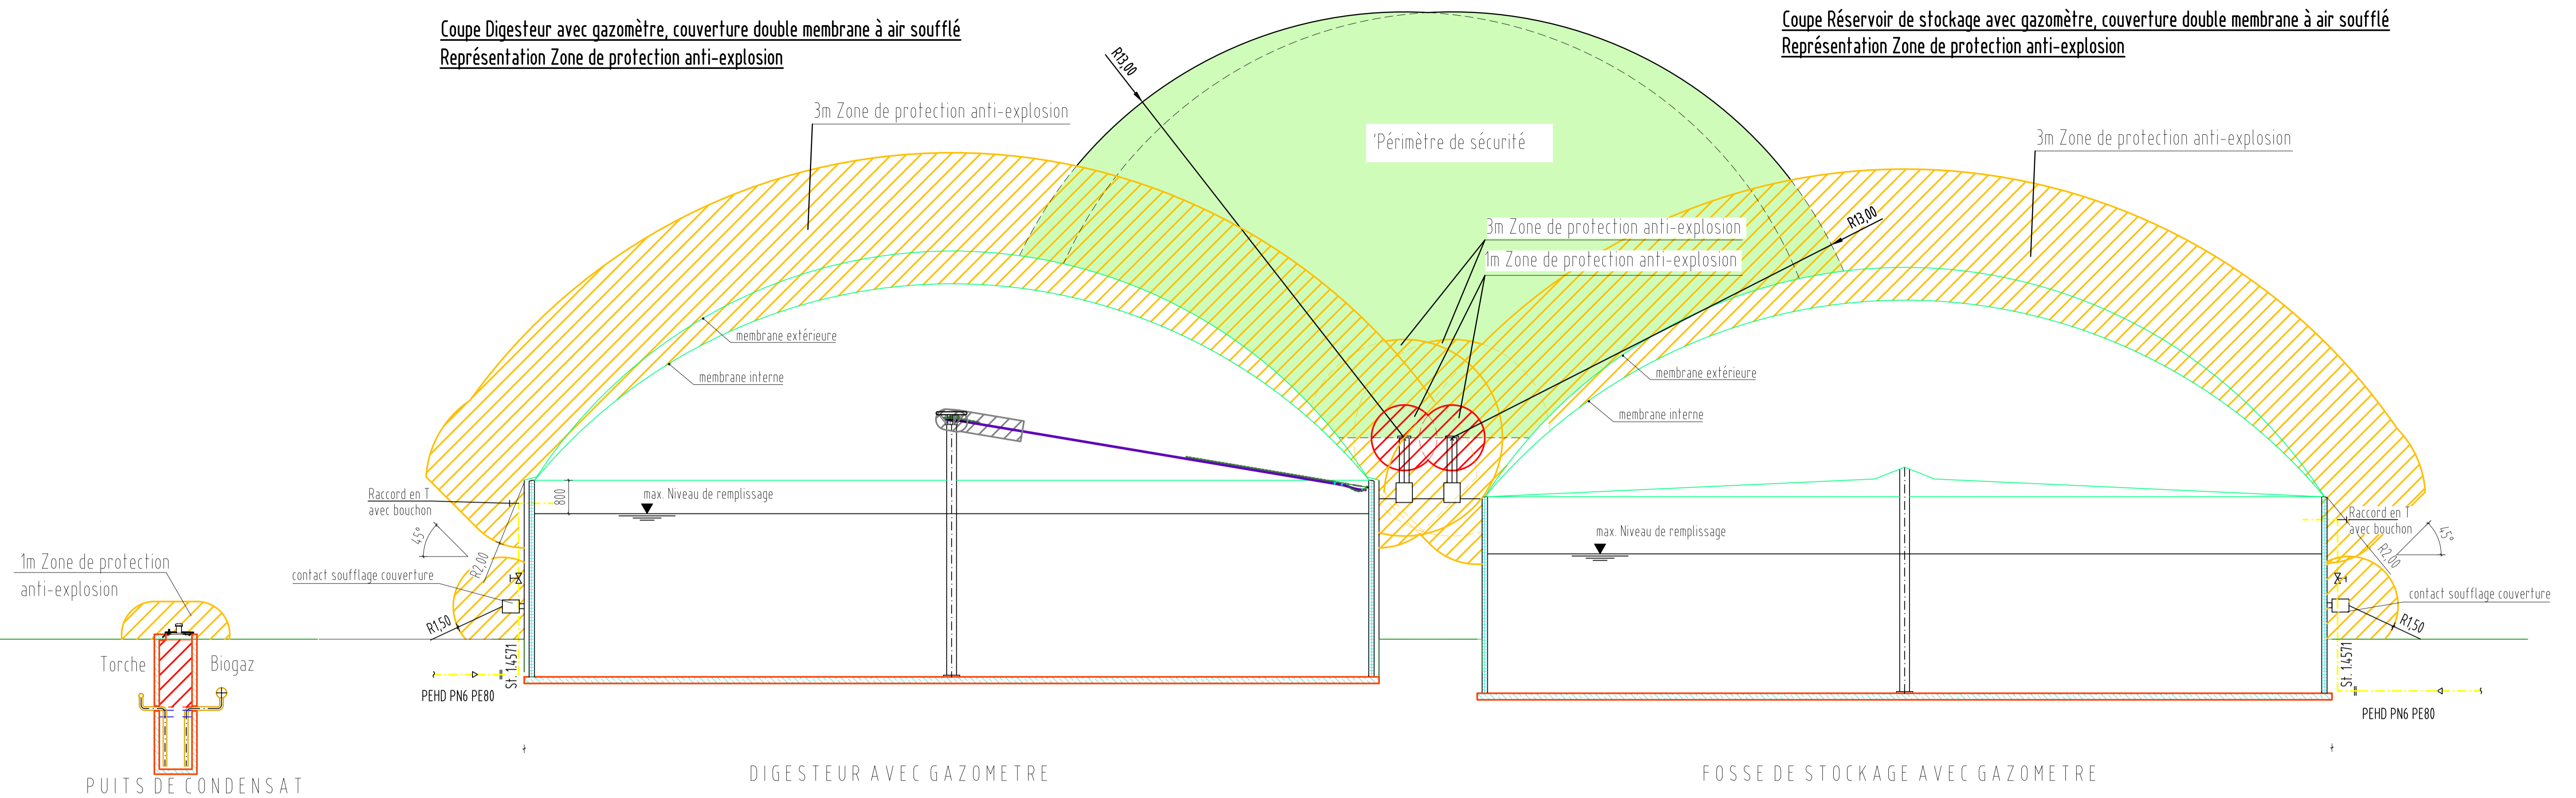 Coupe Digesteur avec gazomètre, couverture double membrane à air soufflé
Représentation Zone de protection anti-explosion
Coupe Réservoir de stockage avec gazomètre, couverture double membrane à air soufflé
Représentation Zone de protection anti-explosion
R13,00
3m Zone de protection anti-explosion
'Périmètre de sécurité
3m Zone de protection anti-explosion
R13,00
3m Zone de protection anti-explosion
1m Zone de protection anti-explosion
membrane extérieure
membrane interne
membrane extérieure
membrane interne
Raccord en T
avec bouchon
800
max. Niveau de remplissage
max. Niveau de remplissage
Raccord en T
avec bouchon
45°
R2,00
R2,00
45°
1m Zone de protection
anti-explosion
contact soufflage couverture
contact soufflage couverture
R1,50
R1,50
Torche
Biogaz
St. 1.4571
St. 1.4571
PEHD PN6 PE80
PEHD PN6 PE80
PUITS DE CONDENSAT
DIGESTEUR AVEC GAZOMETRE
FOSSE DE STOCKAGE AVEC GAZOMETRE